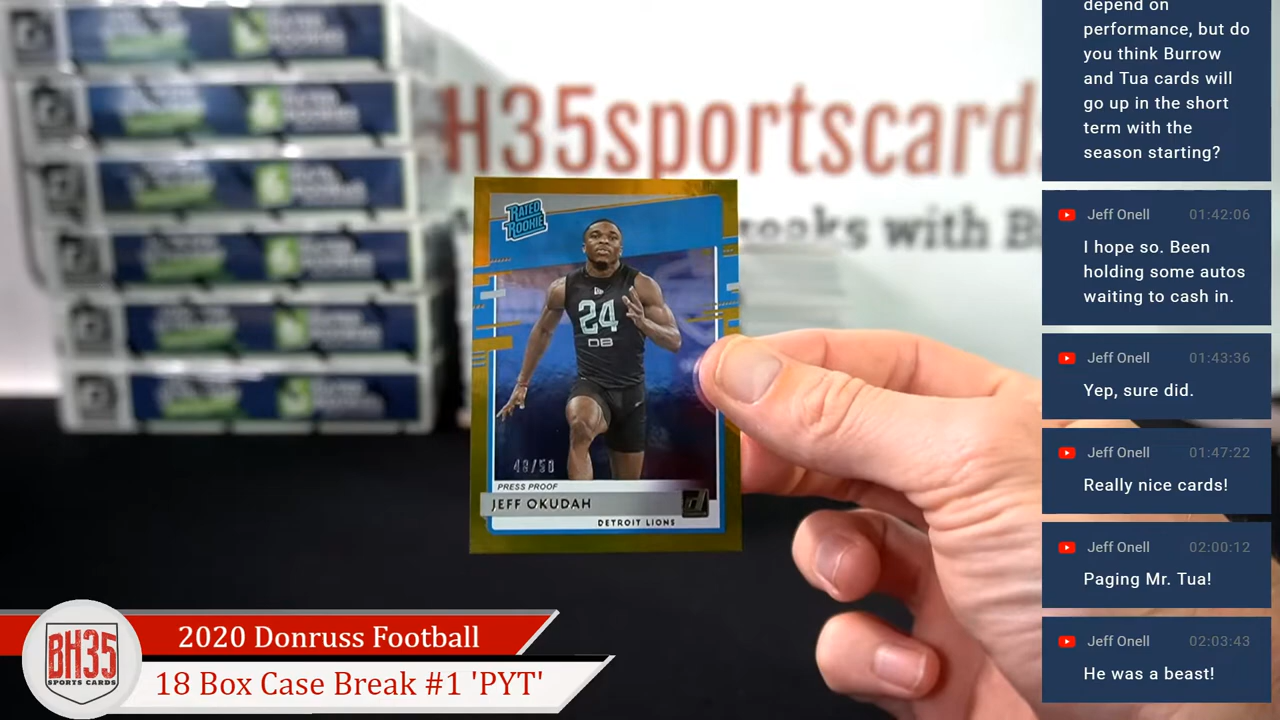 depend on
performance, but do
you think Burrow
and Tua cards will
go up in the short
term with the
season starting?
Jeff Onell 01:42:06
I hope so. Been
holding some autos
waiting to cash in.
Jeff Onell 01:43:36
Yep, sure did.
Jeff Onell 01:47:22
Really nice cards!
Jeff Onell 02:00:12
Paging Mr. Tua!
Jeff Onell 02:03:43
He was a beast!
H35sportscards
with B
RATED
ROOKIE
24
DB
PRESS PROOF
JEFF OKUDAH
DETROIT LIONS
BH35
SPORTS CARDS
2020 Donruss Football
18 Box Case Break #1 'PYT'